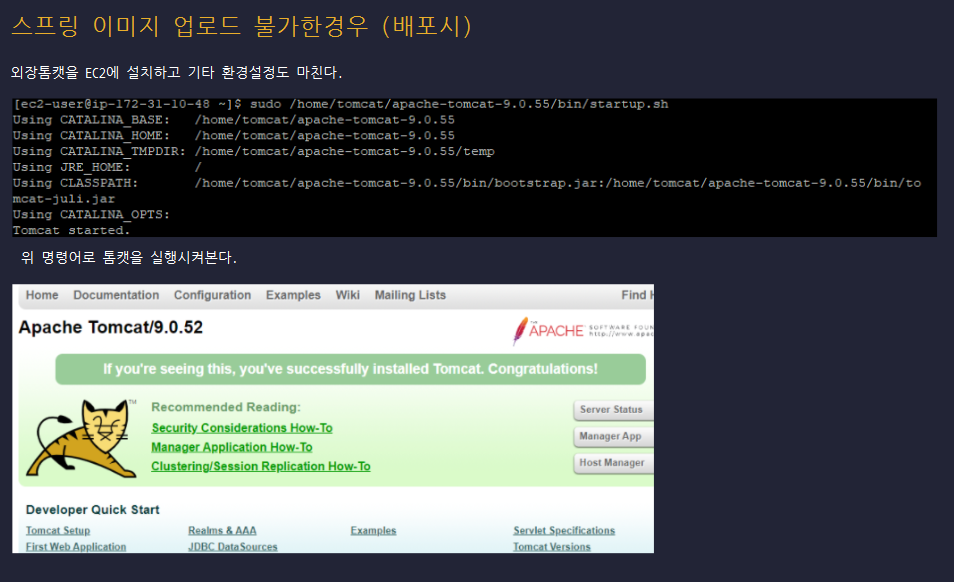 스프링 이미지 업로드 불가한경우 (배포시)
외장톰캣을 EC2에 설치하고 기타 환경설정도 마친다.
[ec2-user@ip-172-31-10-48 ~]$ sudo /home/tomcat/apache-tomcat-9.0.55/bin/startup.sh
Using CATALINA_BASE:   /home/tomcat/apache-tomcat-9.0.55
Using CATALINA_HOME:   /home/tomcat/apache-tomcat-9.0.55
Using CATALINA_TMPDIR: /home/tomcat/apache-tomcat-9.0.55/temp
Using JRE_HOME:        /
Using CLASSPATH:       /home/tomcat/apache-tomcat-9.0.55/bin/bootstrap.jar:/home/tomcat/apache-tomcat-9.0.55/bin/to
mcat-juli.jar
Using CATALINA_OPTS:
Tomcat started.
위 명령어로 톰캣을 실행시켜본다.
Home Documentation Configuration Examples Wiki Mailing Lists Find H
Apache Tomcat/9.0.52
THE APACHE SOFTWARE FOUN
http://www.apac
If you're seeing this, you've successfully installed Tomcat. Congratulations!
TM
Recommended Reading:
Security Considerations How-To
Manager Application How-To
Clustering/Session Replication How-To
Server Status
Manager App
Host Manager
Developer Quick Start
Tomcat Setup Realms & AAA Examples Servlet Specifications
First Web Application JDBC DataSources Tomcat Versions